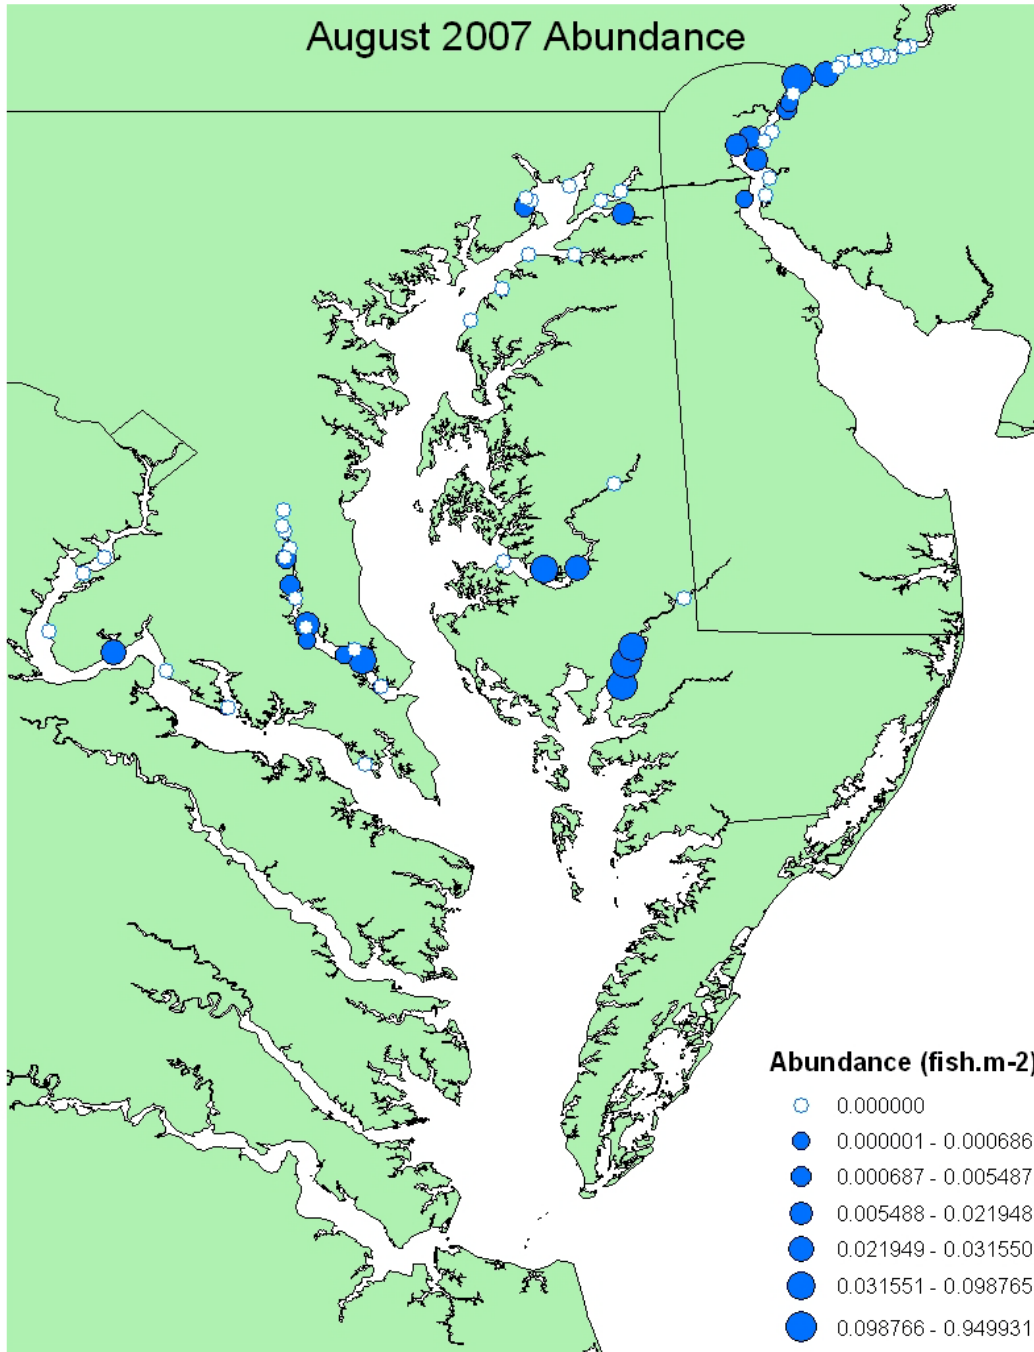 August 2007 Abundance
Abundance (fish.m-2)
0.000000
0.000001 - 0.000686
0.000687 - 0.005487
0.005488 - 0.021948
0.021949 - 0.031550
0.031551 - 0.098765
0.098766 - 0.949931